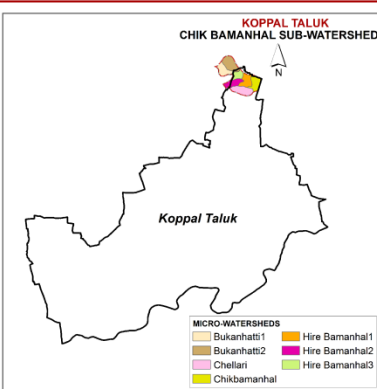 KOPPAL TALUK
CHIK BAMANHAL SUB-WATERSHED
N
Koppal Taluk
MICRO-WATERSHEDS
Bukanhatti1
Hire Bamanhal1
Bukanhatti2
Hire Bamanhal2
Chellari
Hire Bamanhal3
Chikbamanhal